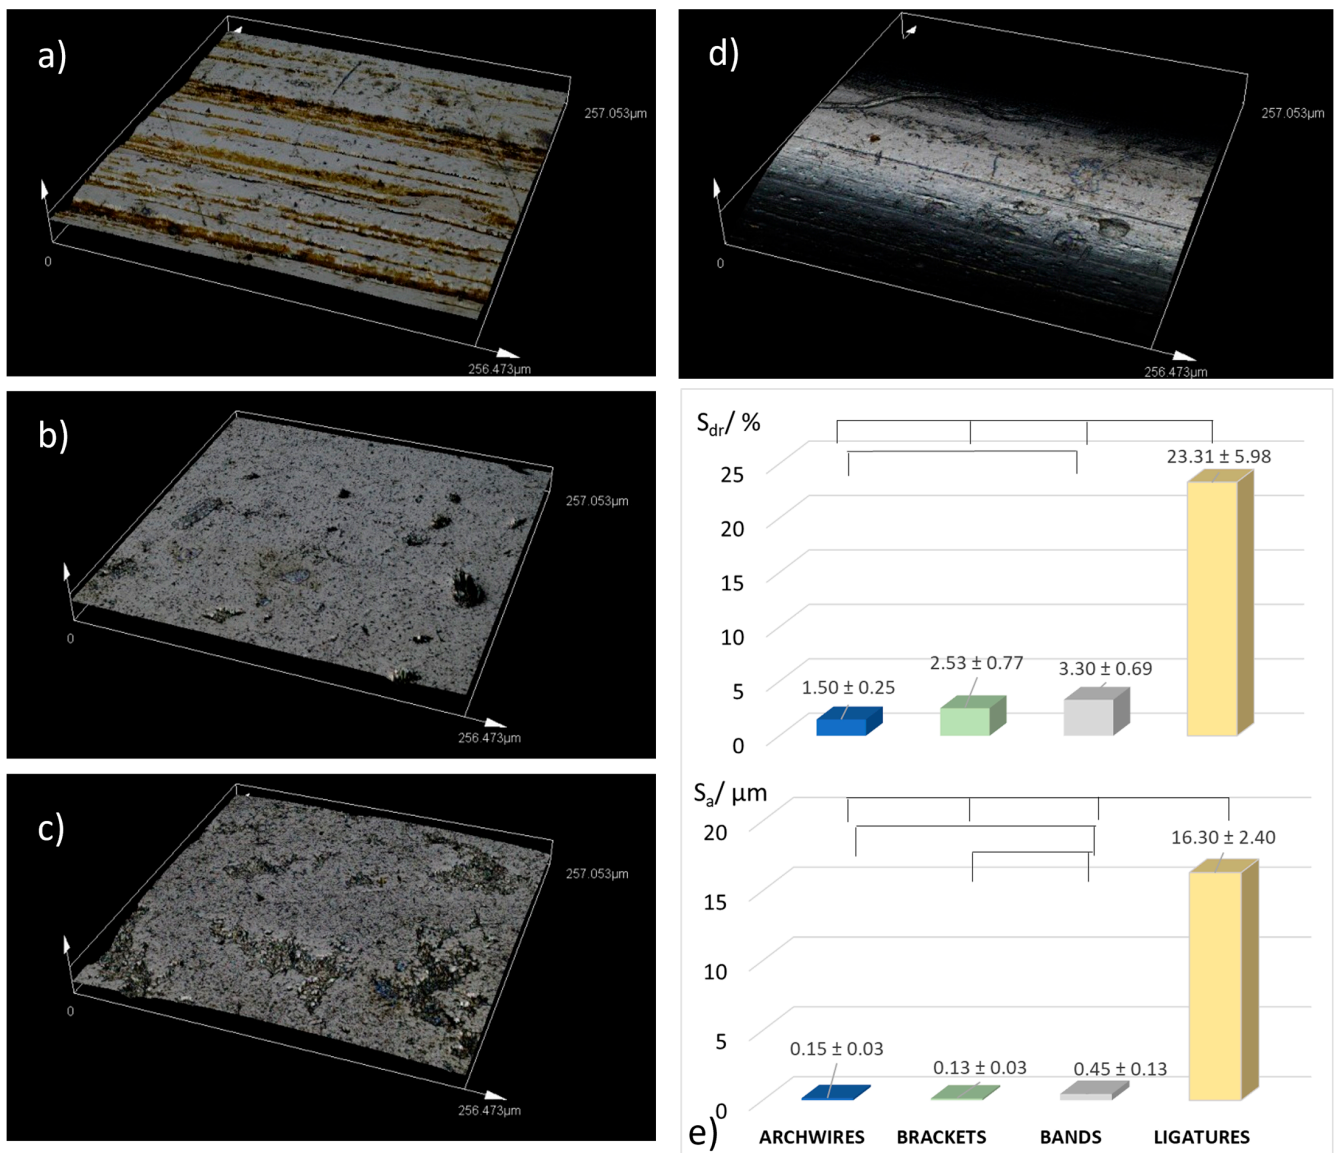 a)
257.053µm
0
256.473µm
b)
257.053µm
0
256.473µm
c)
257.053µm
0
256.473µm
d)
257.053µm
0
256.473µm
Sdr/ %
25
20
15
10
5
0
1.50 ± 0.25
2.53 ± 0.77
3.30 ± 0.69
23.31 ± 5.98
Sa/ µm
20
15
10
5
0
0.15 ± 0.03
0.13 ± 0.03
0.45 ± 0.13
16.30 ± 2.40
e)
ARCHWIRES BRACKETS BANDS LIGATURES